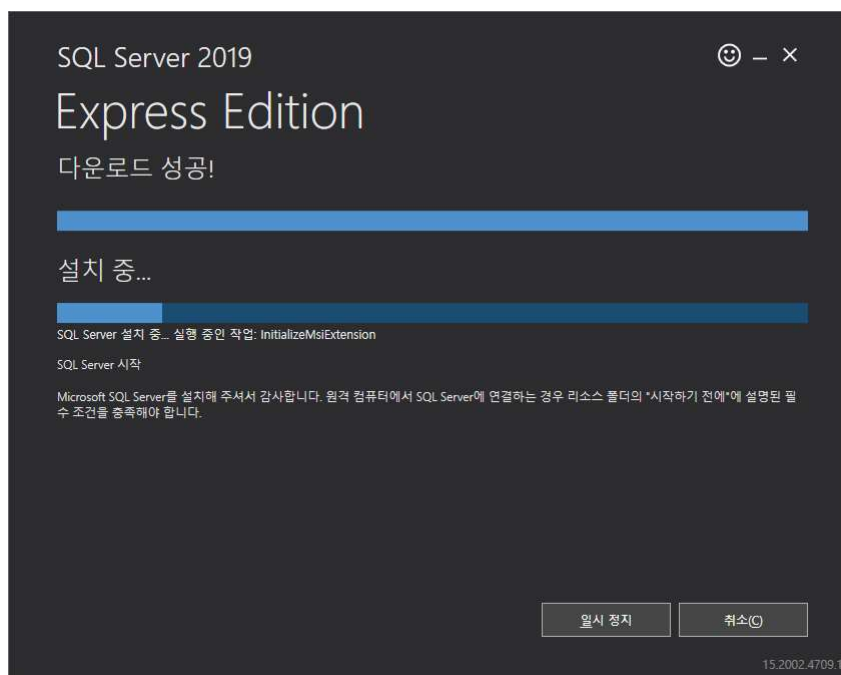 SQL Server 2019
Express Edition
다운로드 성공!
설치 중...
SQL Server 설치 중... 실행 중인 작업: InitializeMsiExtension
SQL Server 시작
Microsoft SQL Server를 설치해 주셔서 감사합니다. 원격 컴퓨터에서 SQL Server에 연결하는 경우 리소스 폴더의 "시작하기 전에"에 설명된 필
수 조건을 충족해야 합니다.
일시 정지
취소(C)
15.2002.4709.1